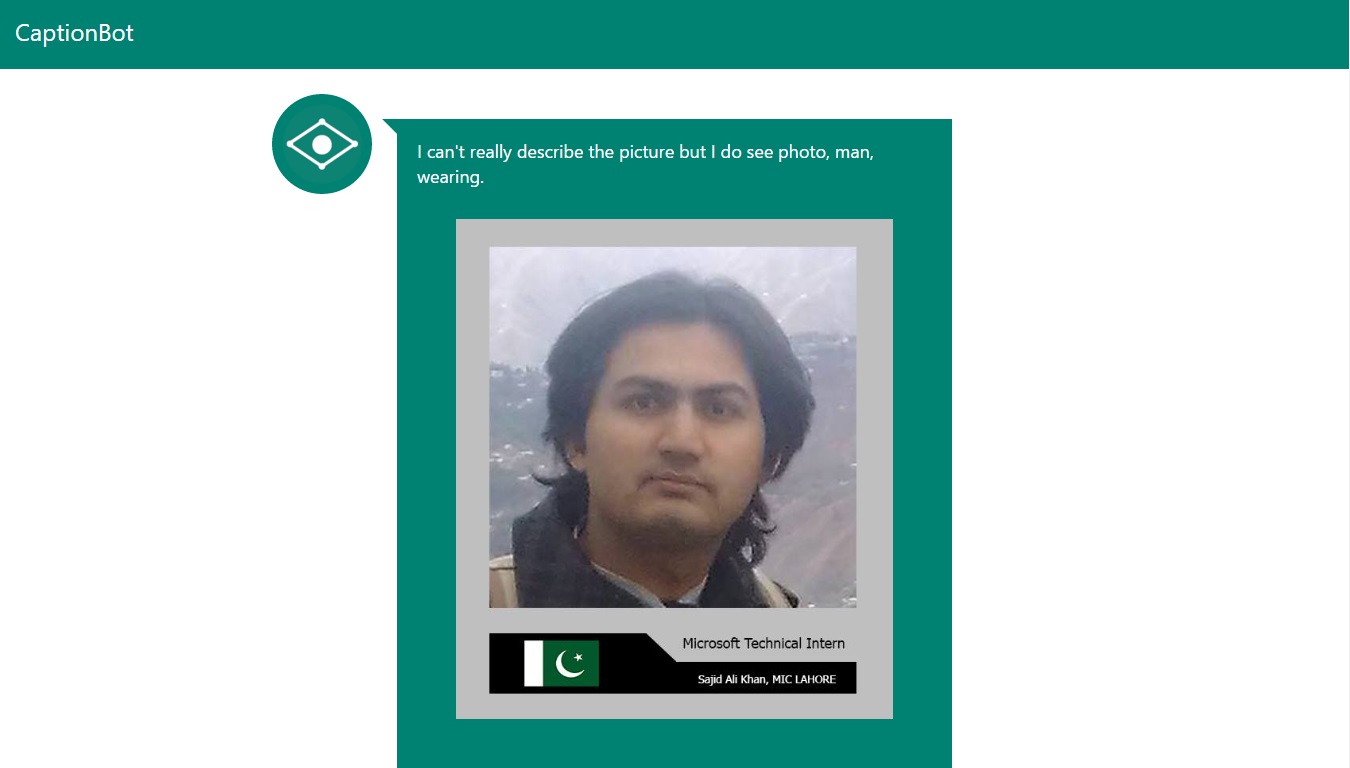 CaptionBot
I can't really describe the picture but I do see photo, man,
wearing.
Microsoft Technical Intern
Sajid Ali Khan, MIC LAHORE